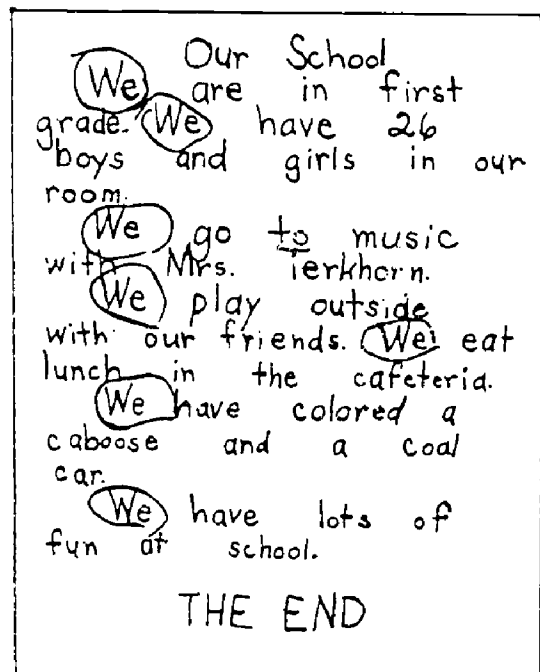 Our School
We are in first
grade. We have 26
boys and girls in our
room.
We go to music
with Mrs. Terkhorn.
We play outside
with our friends. We eat
lunch in the cafeteria.
We have colored a
caboose and a coal
car.
We have lots of
fun at school.
THE END